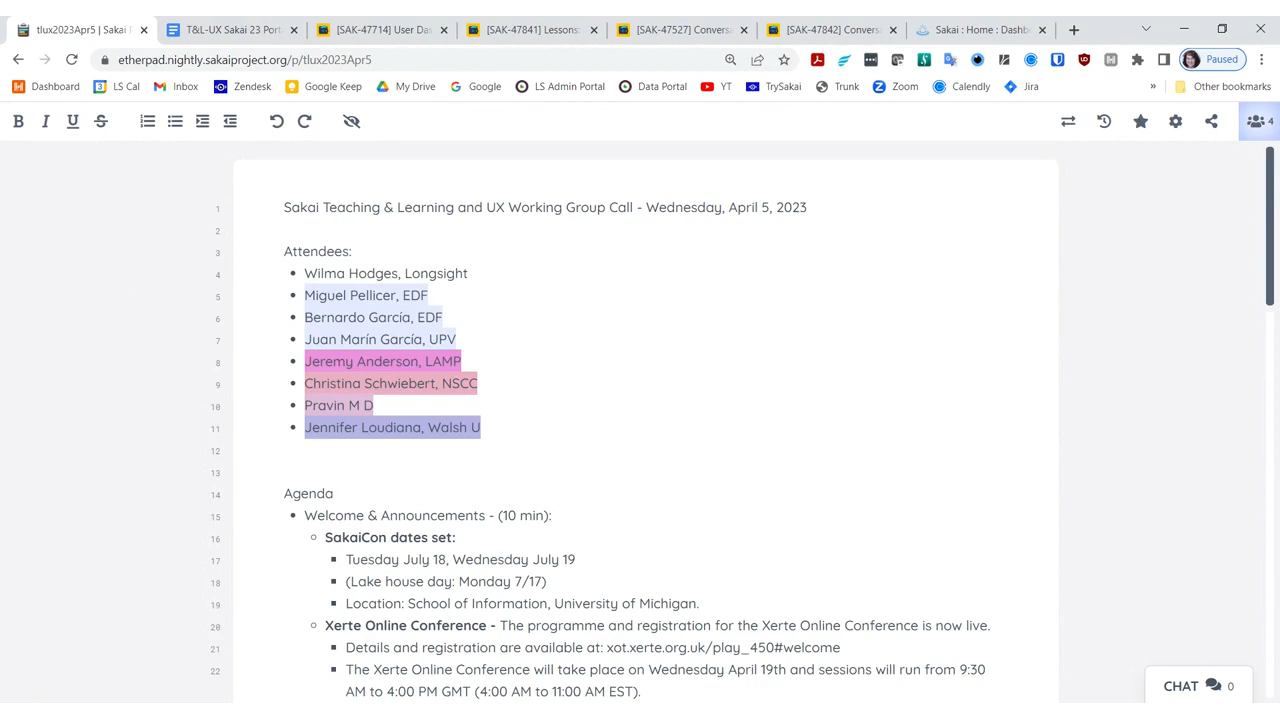 tlux2023Apr5 | Sakai
T&L-UX Sakai 23 Port
[SAK-47714] User Das
[SAK-47841] Lessons:
[SAK-47527] Convers
[SAK-47842] Convers
Sakai : Home : Dashb
etherpad.nightly.sakaiproject.org/p/tlux2023Apr5
Paused
Dashboard
LS Cal
Inbox
Zendesk
Google Keep
My Drive
Google
LS Admin Portal
Data Portal
YT
TrySakai
Trunk
Zoom
Calendly
Jira
»
Other bookmarks
B I U S
4
1 Sakai Teaching & Learning and UX Working Group Call - Wednesday, April 5, 2023
2
3 Attendees:
4 • Wilma Hodges, Longsight
5 • Miguel Pellicer, EDF
6 • Bernardo García, EDF
7 • Juan Marín García, UPV
8 • Jeremy Anderson, LAMP
9 • Christina Schwiebert, NSCC
10 • Pravin M D
11 • Jennifer Loudiana, Walsh U
12
13
14 Agenda
15 • Welcome & Announcements - (10 min):
16 ○ SakaiCon dates set:
17 ▪ Tuesday July 18, Wednesday July 19
18 ▪ (Lake house day: Monday 7/17)
19 ▪ Location: School of Information, University of Michigan.
20 ○ Xerte Online Conference - The programme and registration for the Xerte Online Conference is now live.
21 ▪ Details and registration are available at: xot.xerte.org.uk/play_450#welcome
22 ▪ The Xerte Online Conference will take place on Wednesday April 19th and sessions will run from 9:30
AM to 4:00 PM GMT (4:00 AM to 11:00 AM EST).
CHAT 0